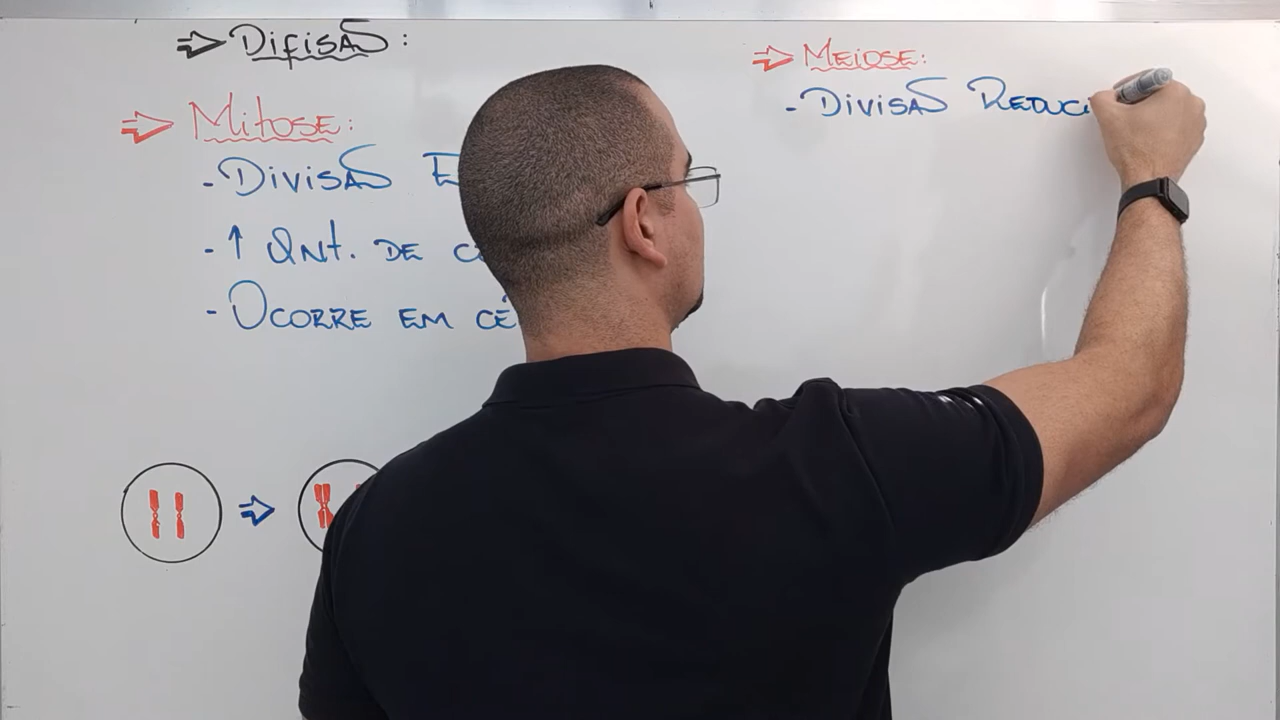 ⇒ Difisão:
⇒ Mitose:
- Divisão E
- ↑ Qnt. de c
- Ocorre em cé
⇒ Meiose:
- Divisão Reduci